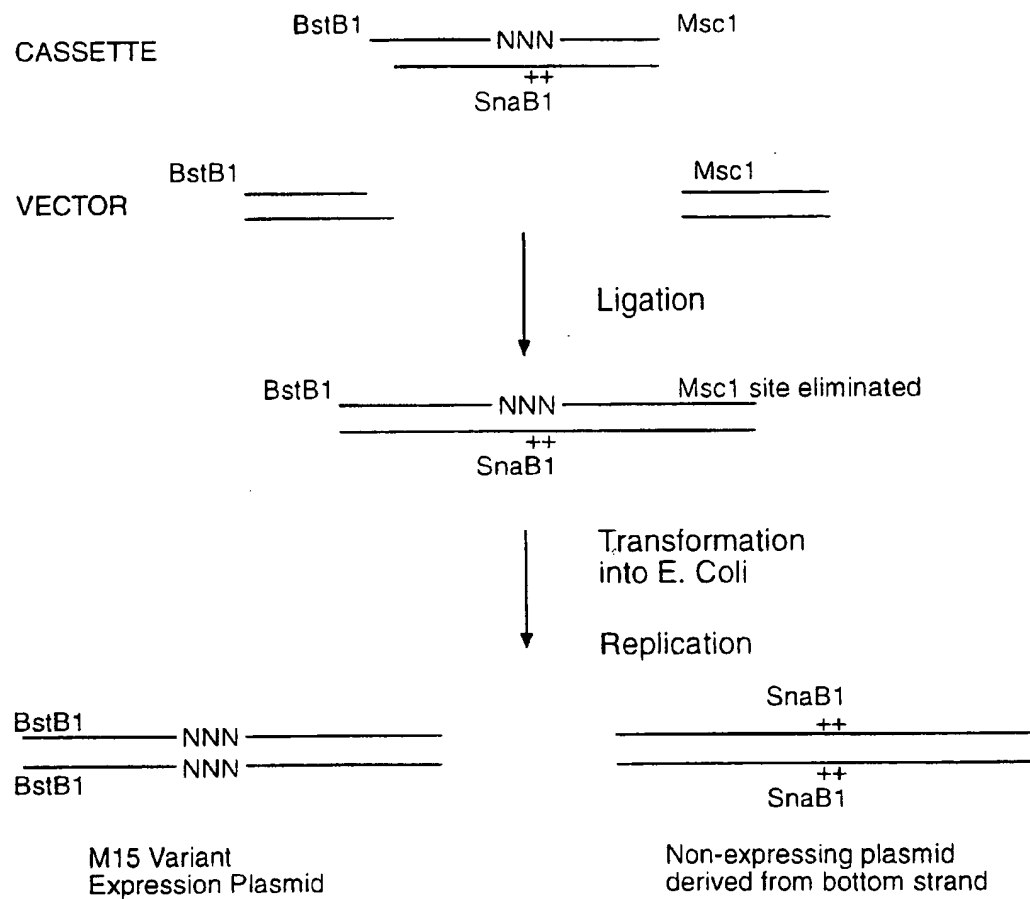 BstB1 NNN Msc1
CASSETTE
++
SnaB1
BstB1 Msc1
VECTOR
Ligation
BstB1 NNN Msc1 site eliminated
++
SnaB1
Transformation
into E. Coli
Replication
SnaB1
++
BstB1 NNN
NNN
BstB1
++
SnaB1
M15 Variant
Expression Plasmid
Non-expressing plasmid
derived from bottom strand